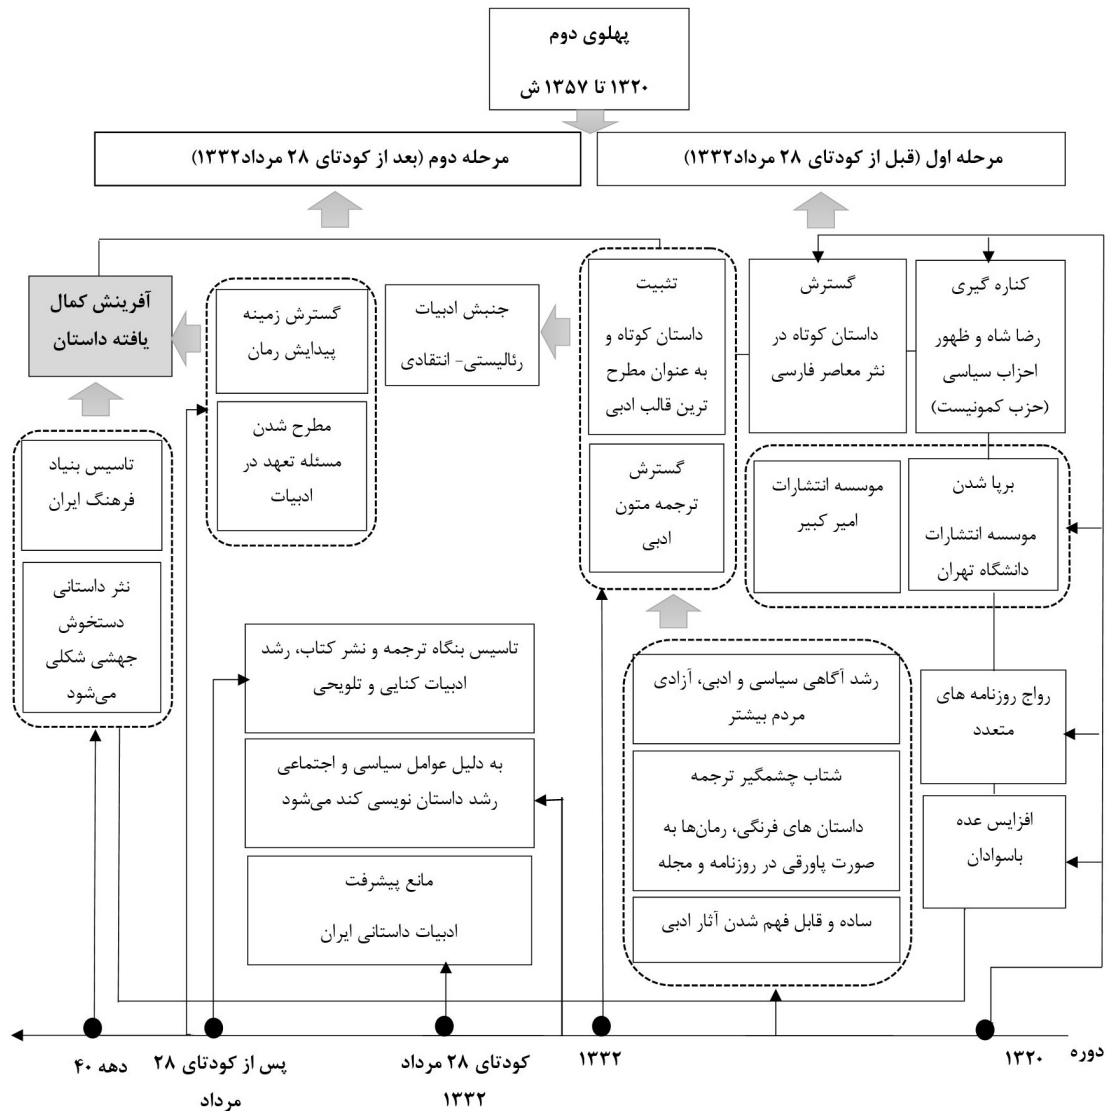 پهلوی دوم
۱۳۲۰ تا ۱۳۵۷ ش
مرحله اول (قبل از کودتای ۲۸ مرداد۱۳۳۲)
مرحله دوم (بعد از کودتای ۲۸ مرداد۱۳۳۲)
کناره گیری
رضا شاه و ظهور
احزاب سیاسی
(حزب کمونیست)
گسترش
داستان کوتاه در
نثر معاصر فارسی
تثبیت
داستان کوتاه و
به عنوان مطرح
ترین قالب ادبی
جنبش ادبیات
رئالیستی- انتقادی
گسترش زمینه
پیدایش رمان
آفرینش کمال
یافته داستان
برپا شدن
موسسه انتشارات
دانشگاه تهران
موسسه انتشارات
امیر کبیر
گسترش
ترجمه متون
ادبی
مطرح شدن
مسئله تعهد در
ادبیات
تاسیس بنیاد
فرهنگ ایران
نثر داستانی
دستخوش
جهشی شکلی
می‌شود
رواج روزنامه های
متعدد
رشد آگاهی سیاسی و ادبی، آزادی
مردم بیشتر
تاسیس بنگاه ترجمه و نشر کتاب، رشد
ادبیات کنایی و تلویحی
افزایس عده
باسوادان
شتاب چشمگیر ترجمه
داستان های فرنگی، رمان‌ها به
صورت پاورقی در روزنامه و مجله
به دلیل عوامل سیاسی و اجتماعی
رشد داستان نویسی کند می‌شود
ساده و قابل فهم شدن آثار ادبی
مانع پیشرفت
ادبیات داستانی ایران
دوره
۱۳۲۰
۱۳۳۲
کودتای ۲۸ مرداد
۱۳۳۲
پس از کودتای ۲۸
مرداد
دهه ۴۰